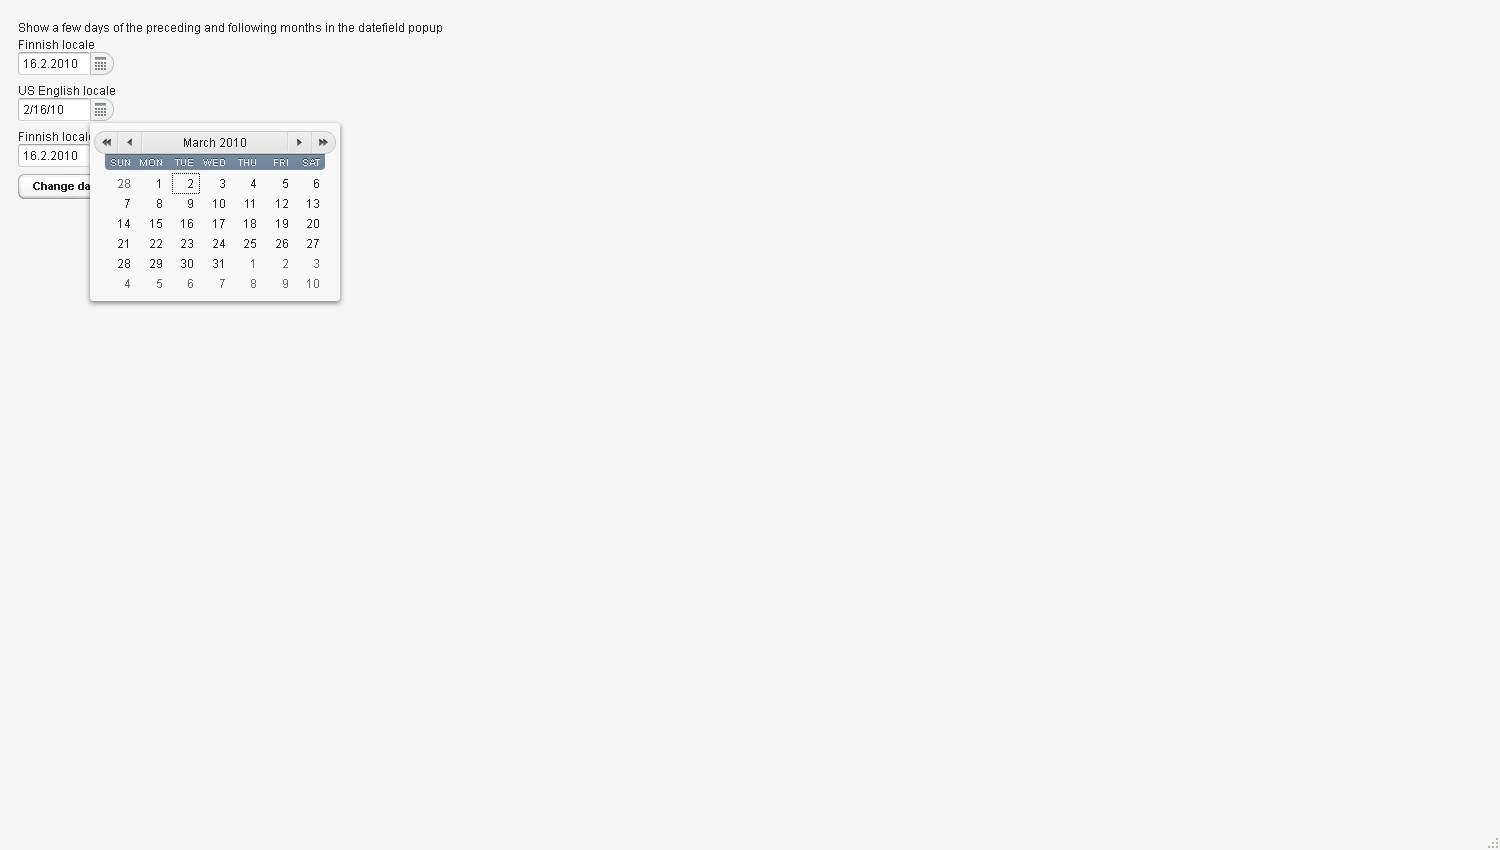 Show a few days of the preceding and following months in the datefield popup
Finnish locale
16.2.2010
US English locale
2/16/10
Finnish locale
16.2.2010
Change da
March 2010
SUN MON TUE WED THU FRI SAT
28 1 2 3 4 5 6
7 8 9 10 11 12 13
14 15 16 17 18 19 20
21 22 23 24 25 26 27
28 29 30 31 1 2 3
4 5 6 7 8 9 10